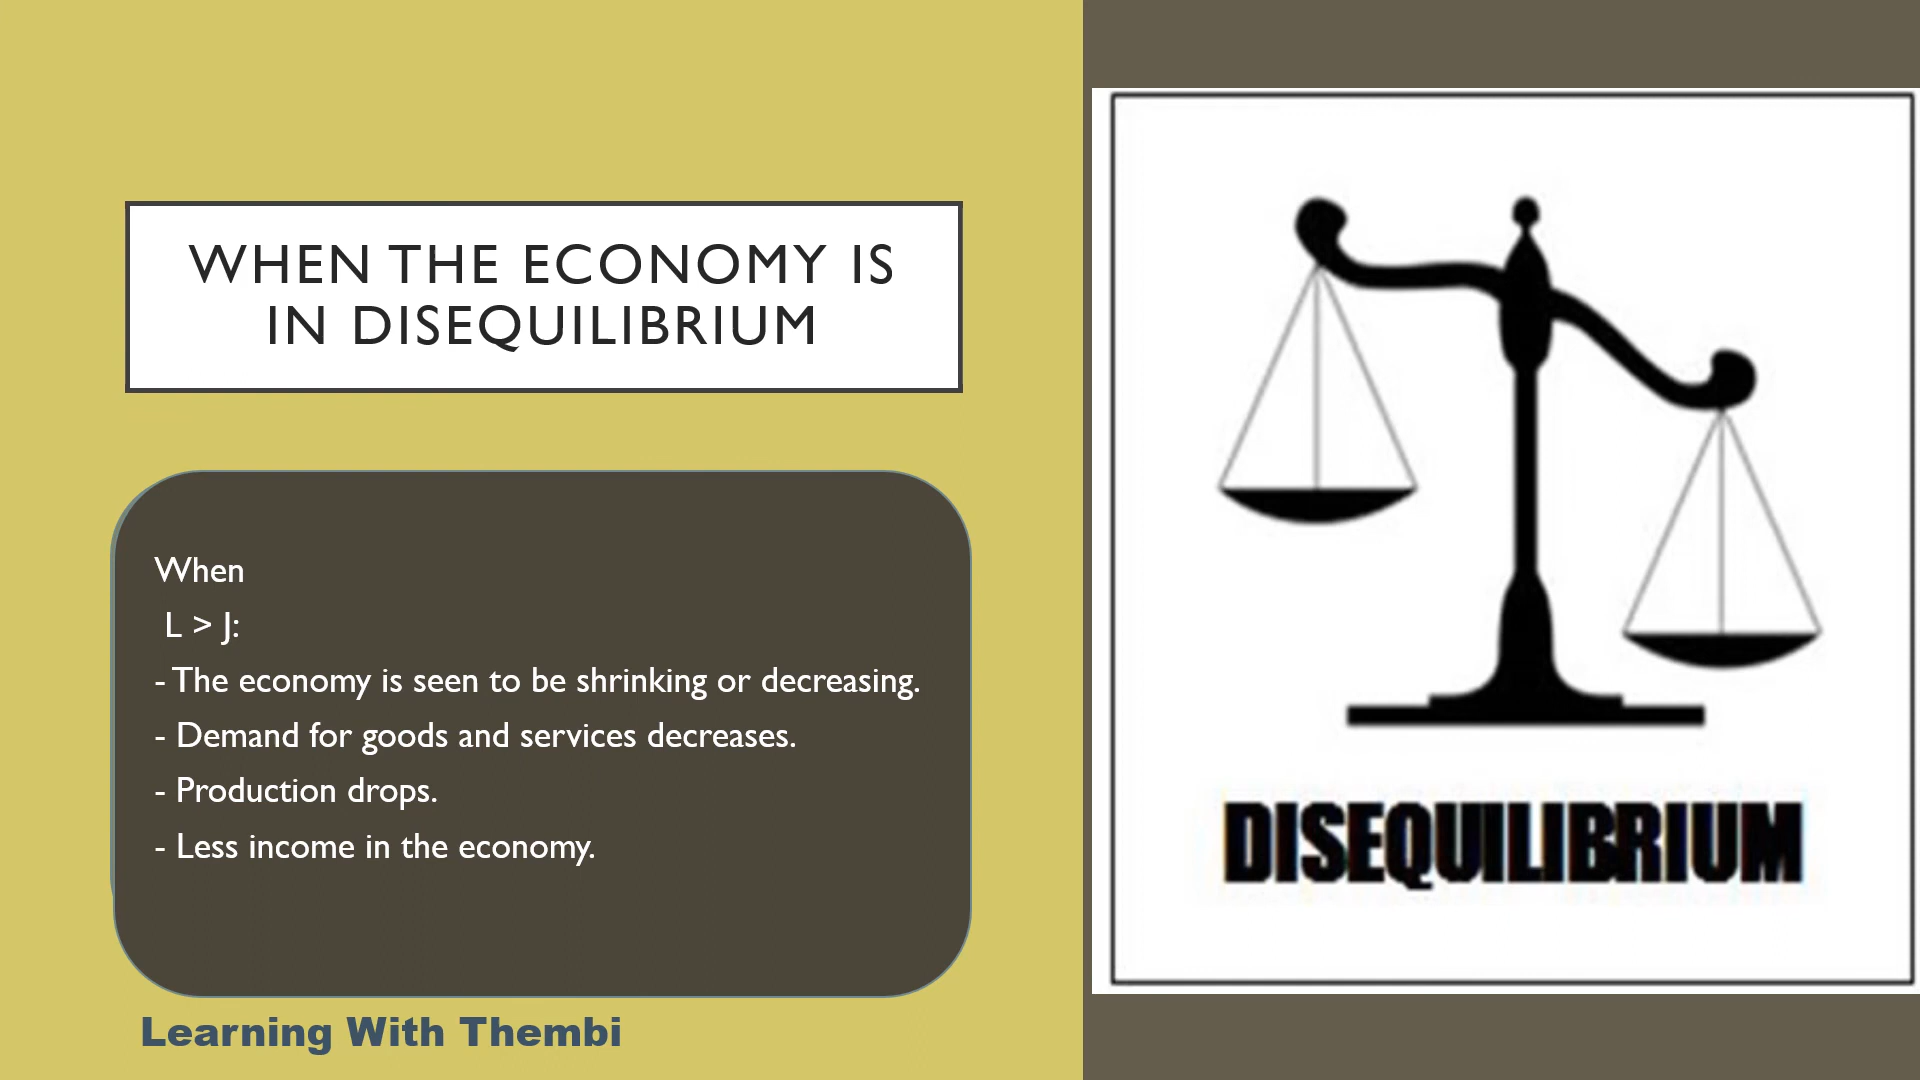 WHEN THE ECONOMY IS
IN DISEQUILIBRIUM
When
L > J:
- The economy is seen to be shrinking or decreasing.
- Demand for goods and services decreases.
- Production drops.
- Less income in the economy.
Learning With Thembi
DISEQUILIBRIUM